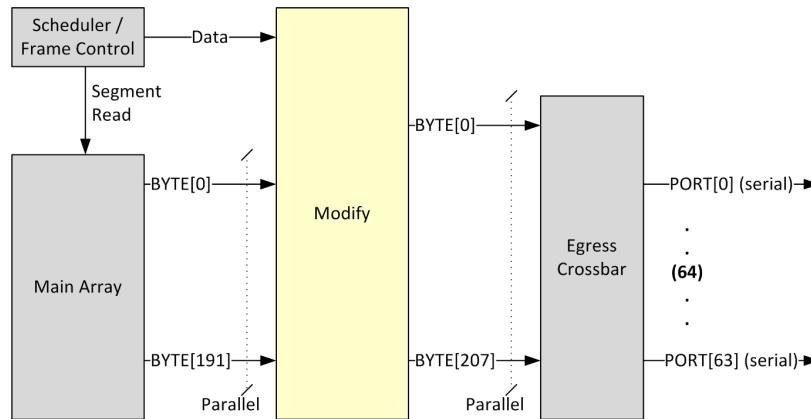 Scheduler /
Frame Control
Data
Segment
Read
BYTE[0]
BYTE[0]
PORT[0] (serial)
Modify
Main Array
Egress
Crossbar
(64)
BYTE[191]
BYTE[207]
PORT[63] (serial)
Parallel
Parallel